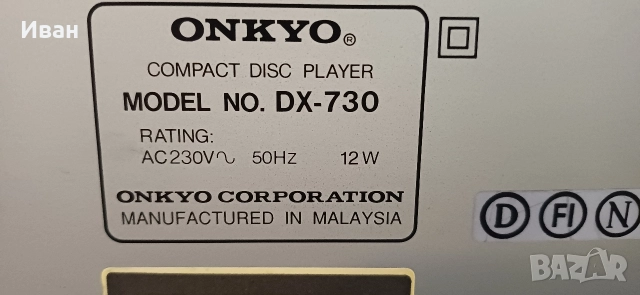 Иван
ONKYO®
COMPACT DISC PLAYER
MODEL NO. DX-730
RATING:
AC230V∿ 50HZ 12W
ONKYO CORPORATION
MANUFACTURED IN MALAYSIA
D FI N
BAZAR